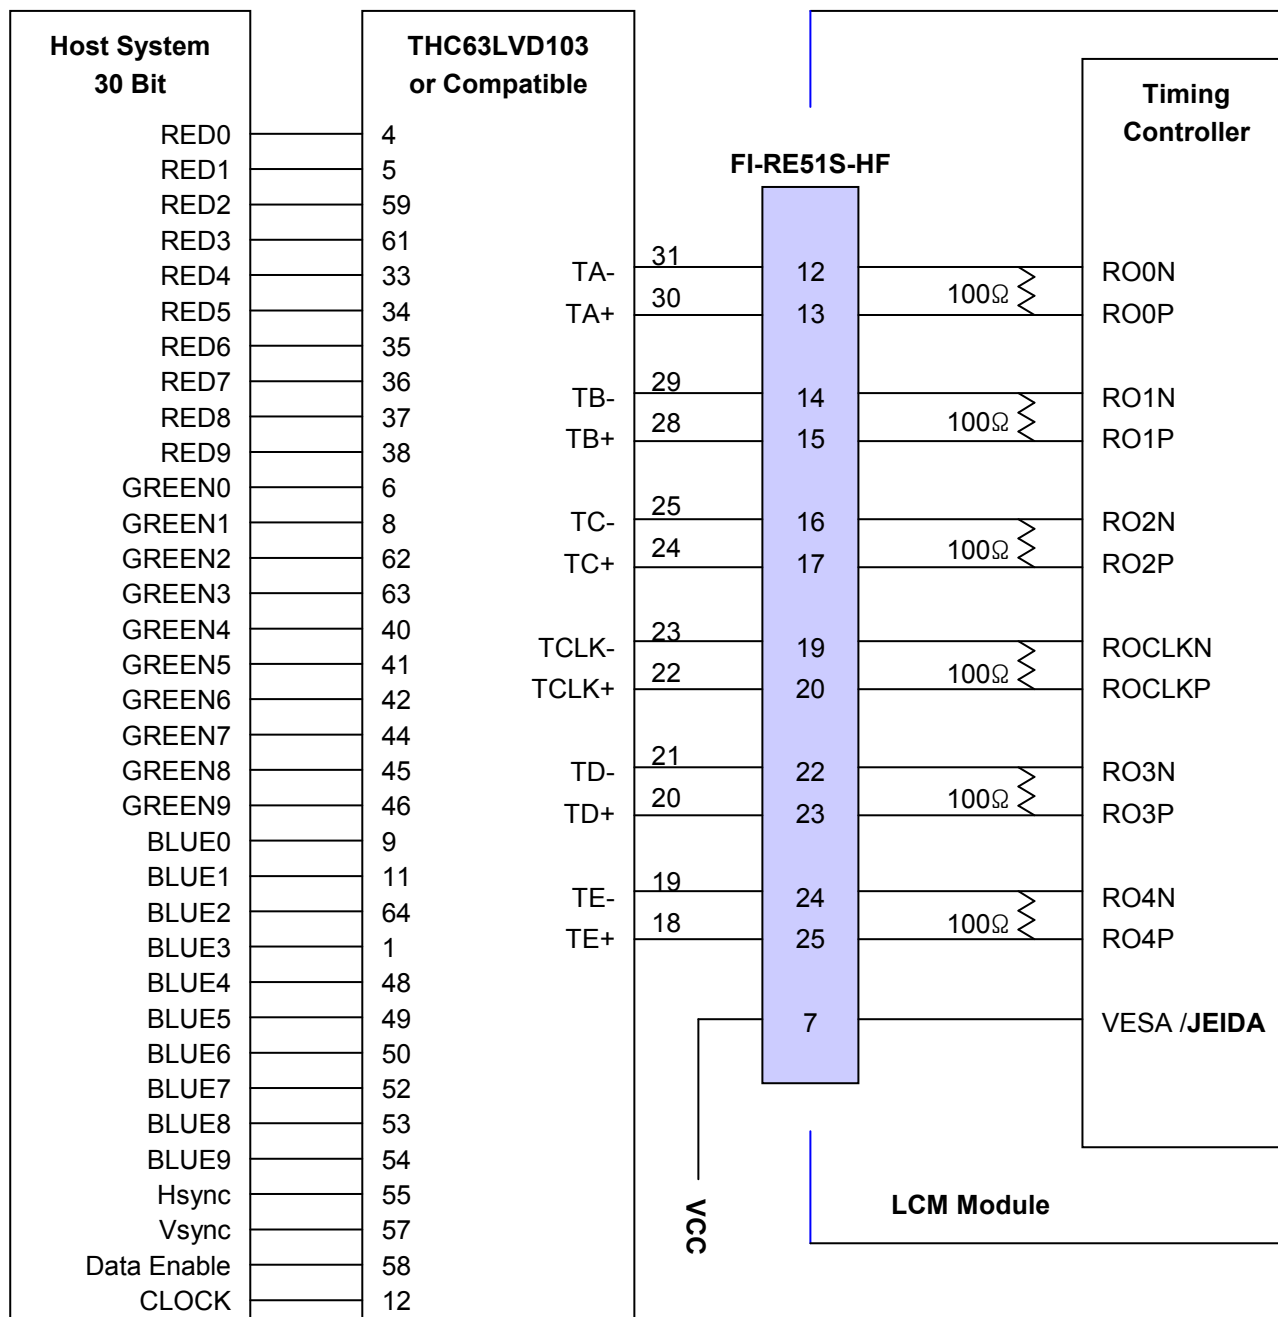 Host System
30 Bit
RED0 4
RED1 5
RED2 59
RED3 61
RED4 33
RED5 34
RED6 35
RED7 36
RED8 37
RED9 38
GREEN0 6
GREEN1 8
GREEN2 62
GREEN3 63
GREEN4 40
GREEN5 41
GREEN6 42
GREEN7 44
GREEN8 45
GREEN9 46
BLUE0 9
BLUE1 11
BLUE2 64
BLUE3 1
BLUE4 48
BLUE5 49
BLUE6 50
BLUE7 52
BLUE8 53
BLUE9 54
Hsync 55
Vsync 57
Data Enable 58
CLOCK 12
THC63LVD103
or Compatible
FI-RE51S-HF
Timing
Controller
TA- 31 12 RO0N
100Ω
TA+ 30 13 RO0P
TB- 29 14 RO1N
100Ω
TB+ 28 15 RO1P
TC- 25 16 RO2N
100Ω
TC+ 24 17 RO2P
TCLK- 23 19 ROCLKN
100Ω
TCLK+ 22 20 ROCLKP
TD- 21 22 RO3N
100Ω
TD+ 20 23 RO3P
TE- 19 24 RO4N
100Ω
TE+ 18 25 RO4P
7 VESA /JEIDA
VCC
LCM Module